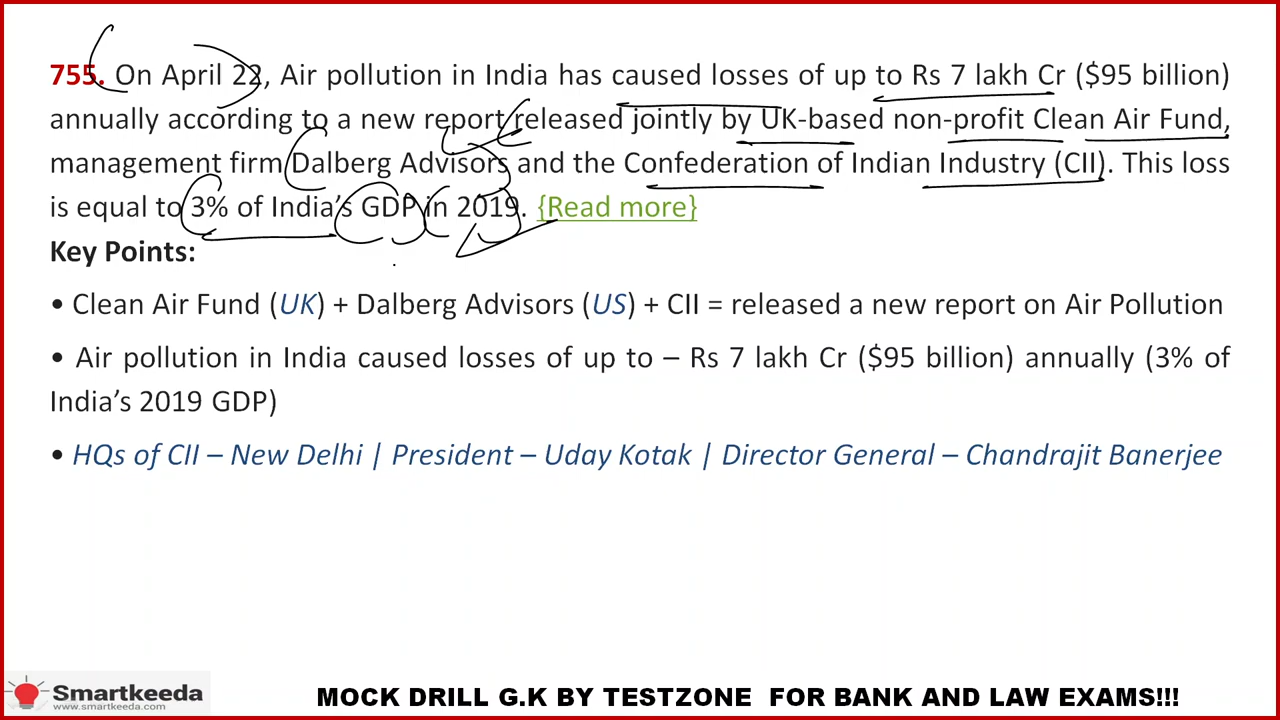 755. On April 22, Air pollution in India has caused losses of up to Rs 7 lakh Cr ($95 billion)
annually according to a new report released jointly by UK-based non-profit Clean Air Fund,
management firm Dalberg Advisors and the Confederation of Indian Industry (CII). This loss
is equal to 3% of India's GDP in 2019. {Read more}
Key Points:
• Clean Air Fund (UK) + Dalberg Advisors (US) + CII = released a new report on Air Pollution
• Air pollution in India caused losses of up to – Rs 7 lakh Cr ($95 billion) annually (3% of
India's 2019 GDP)
• HQs of CII – New Delhi | President – Uday Kotak | Director General – Chandrajit Banerjee
Smartkeeda
www.smartkeeda.com
MOCK DRILL G.K BY TESTZONE FOR BANK AND LAW EXAMS!!!